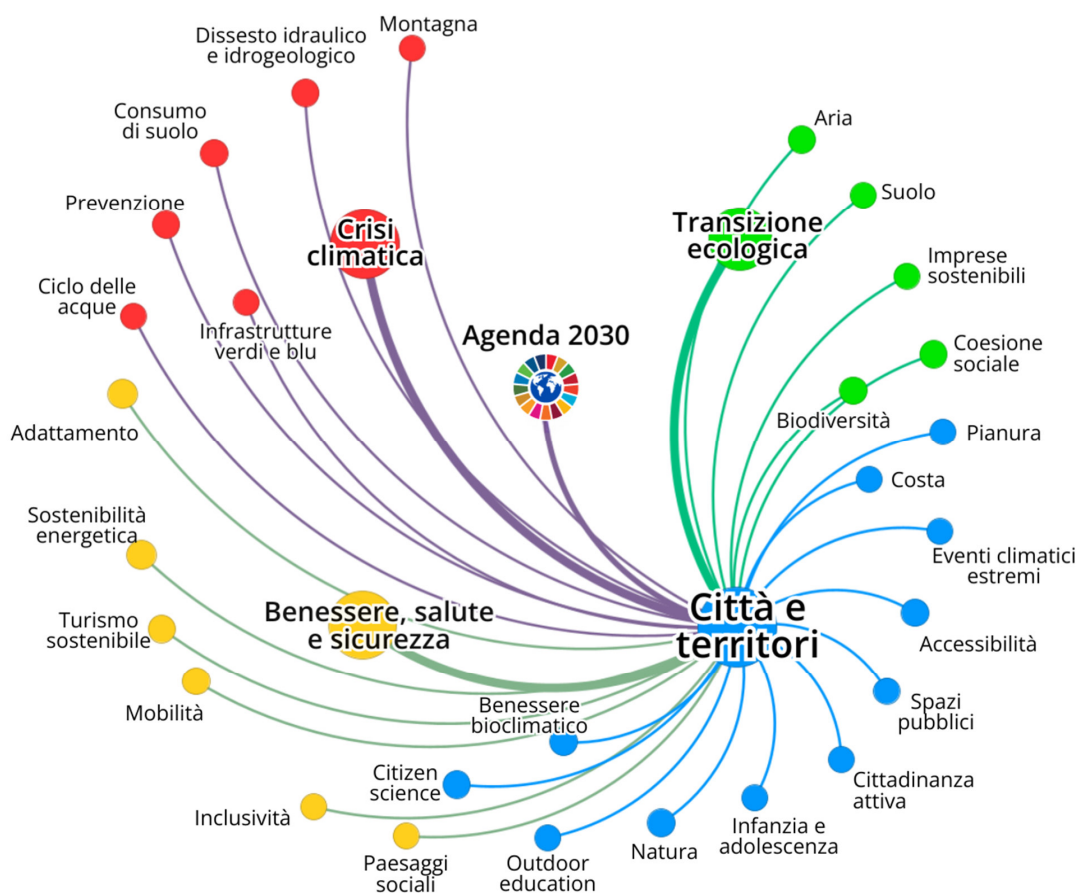 Montagna
Dissesto idraulico
e idrogeologico
Consumo
di suolo
Aria
Suolo
Prevenzione
Crisi
climatica
Transizione
ecologica
Imprese
sostenibili
Ciclo delle
acque
Infrastrutture
verdi e blu
Agenda 2030
Coesione
sociale
Biodiversità
Adattamento
Pianura
Costa
Sostenibilità
energetica
Eventi climatici
estremi
Benessere, salute
e sicurezza
Città e
territori
Turismo
sostenibile
Accessibilità
Mobilità
Benessere
bioclimatico
Spazi
pubblici
Citizen
science
Cittadinanza
attiva
Inclusività
Infanzia e
adolescenza
Paesaggi
sociali
Outdoor
education
Natura